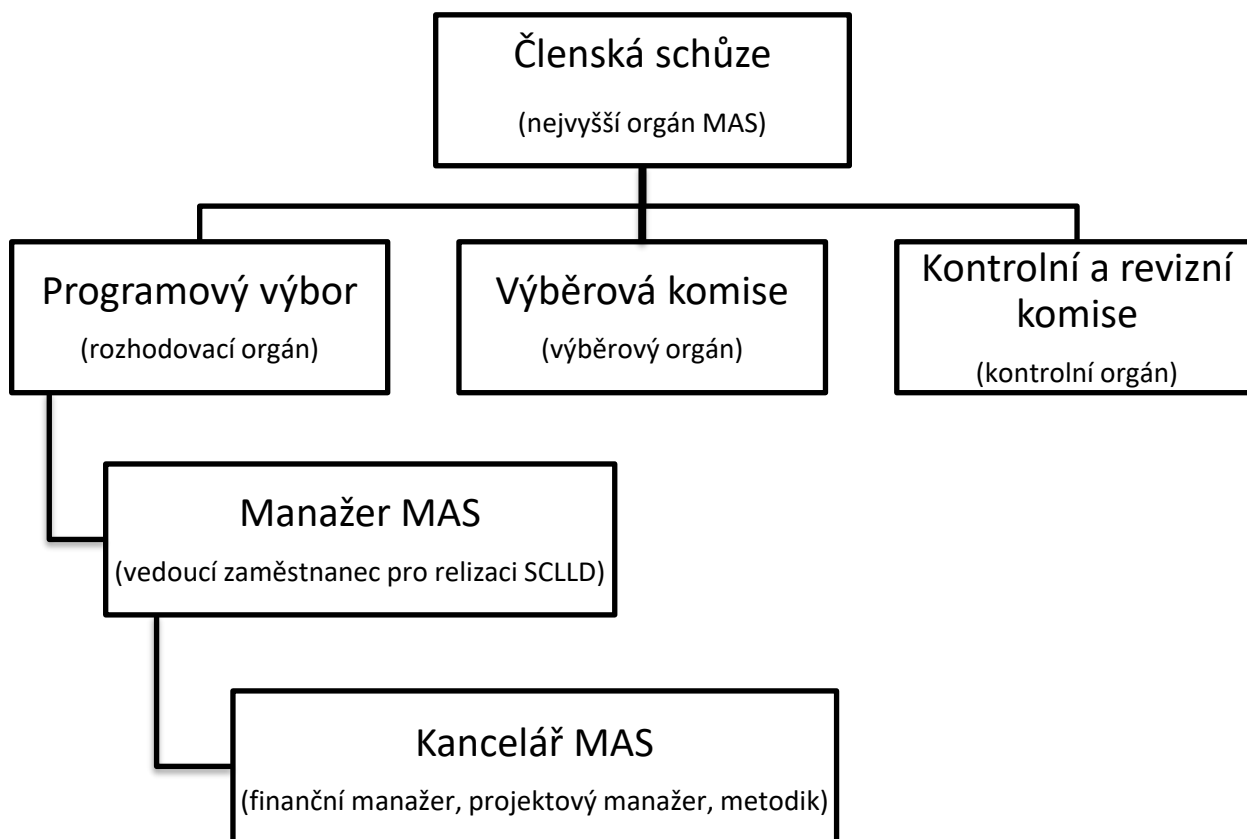 Členská schůze
(nejvyšší orgán MAS)
Programový výbor
(rozhodovací orgán)
Výběrová komise
(výběrový orgán)
Kontrolní a revizní
komise
(kontrolní orgán)
Manažer MAS
(vedoucí zaměstnanec pro relizaci SCLLD)
Kancelář MAS
(finanční manažer, projektový manažer, metodik)